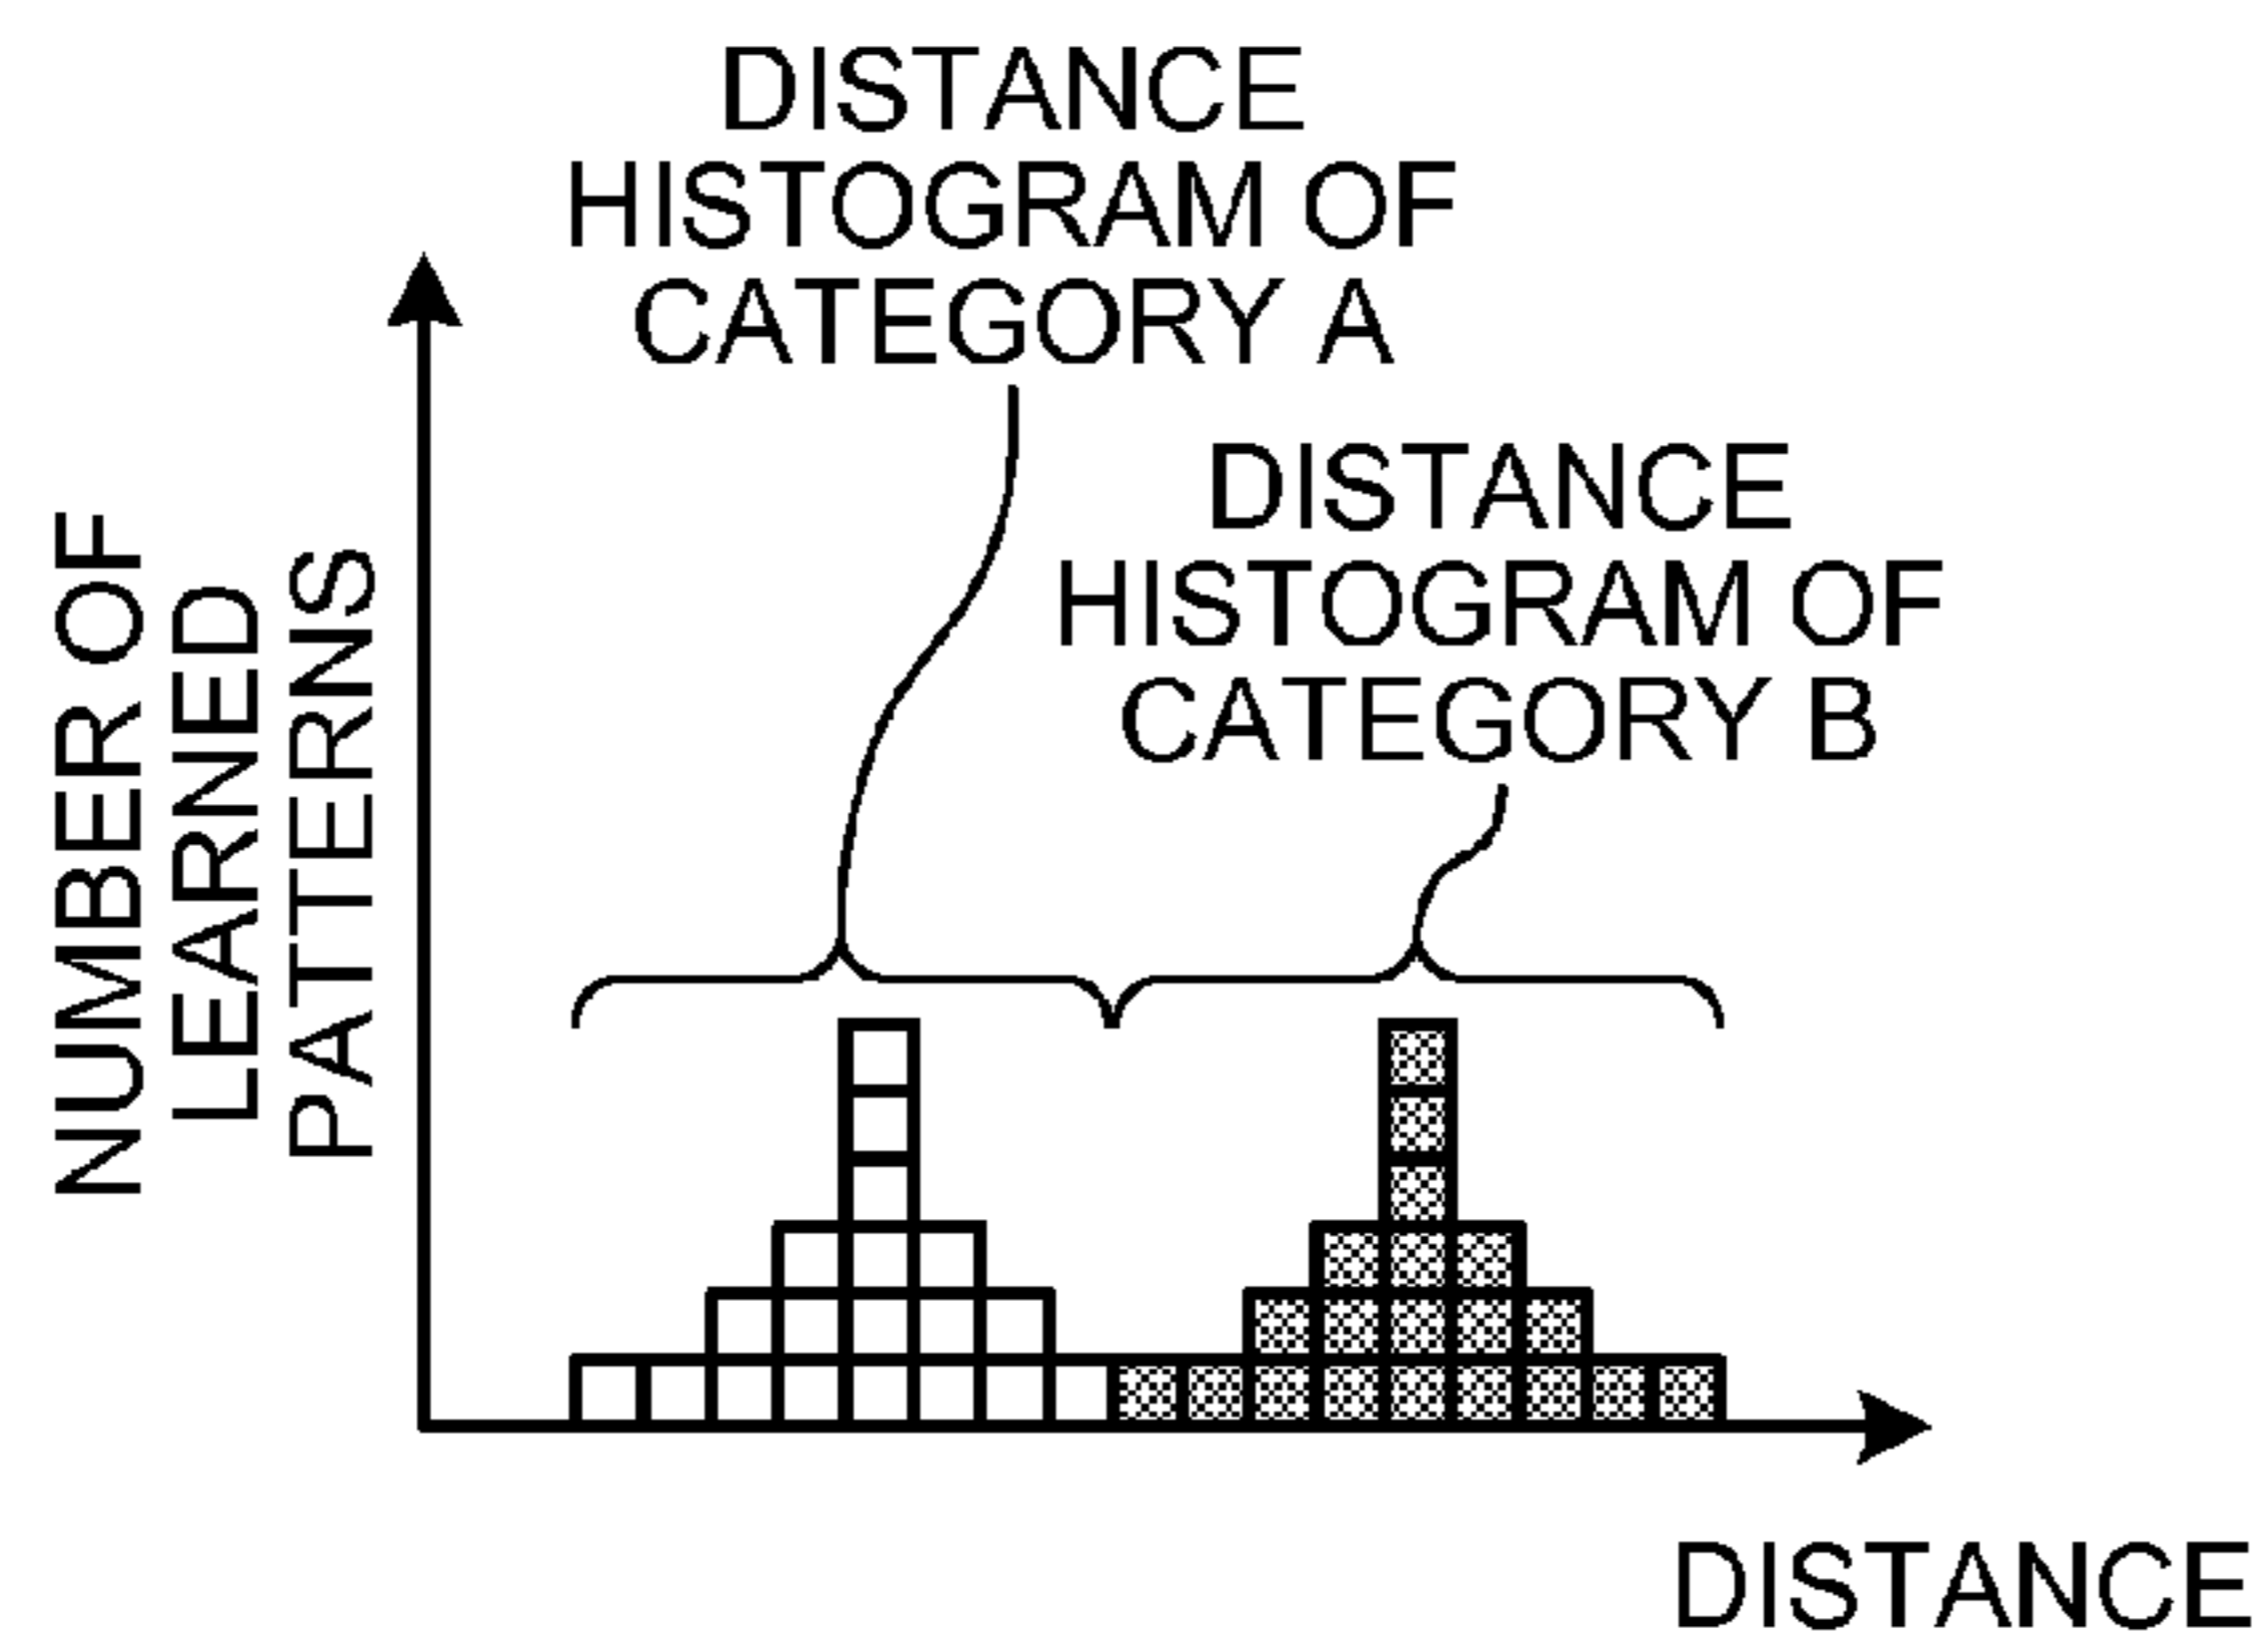 DISTANCE
HISTOGRAM OF
CATEGORY A
DISTANCE
HISTOGRAM OF
CATEGORY B
NUMBER OF
LEARNED
PATTERNS
DISTANCE